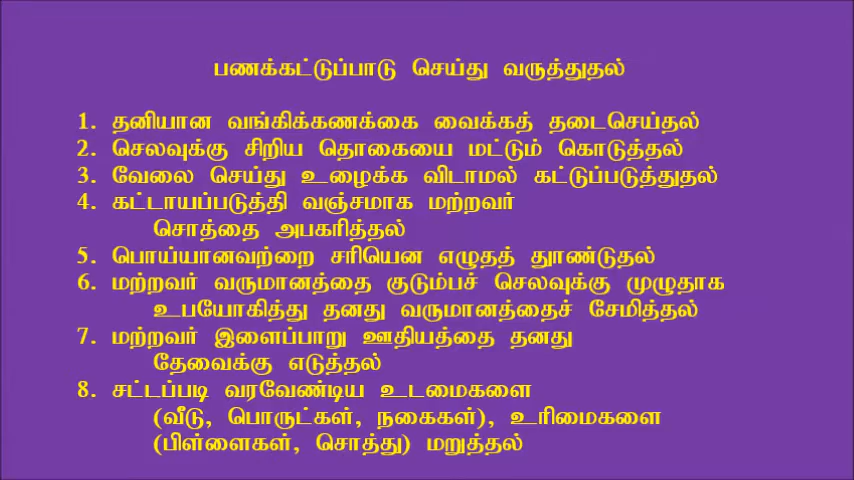 பணக்கட்டுப்பாடு செய்து வருத்துதல்
1. தனியான வங்கிக்கணக்கை வைக்கத் தடைசெய்தல்
2. செலவுக்கு சிறிய தொகையை மட்டும் கொடுத்தல்
3. வேலை செய்து உழைக்க விடாமல் கட்டுப்படுத்துதல்
4. கட்டாயப்படுத்தி வஞ்சமாக மற்றவர்
சொத்தை அபகரித்தல்
5. பொய்யானவற்றை சரியென எழுதத் தூண்டுதல்
6. மற்றவர் வருமானத்தை குடும்பச் செலவுக்கு முழுதாக
உபயோகித்து தனது வருமானத்தைச் சேமித்தல்
7. மற்றவர் இளைப்பாறு ஊதியத்தை தனது
தேவைக்கு எடுத்தல்
8. சட்டப்படி வரவேண்டிய உடமைகளை
(வீடு, பொருட்கள், நகைகள்), உரிமைகளை
(பிள்ளைகள், சொத்து) மறுத்தல்